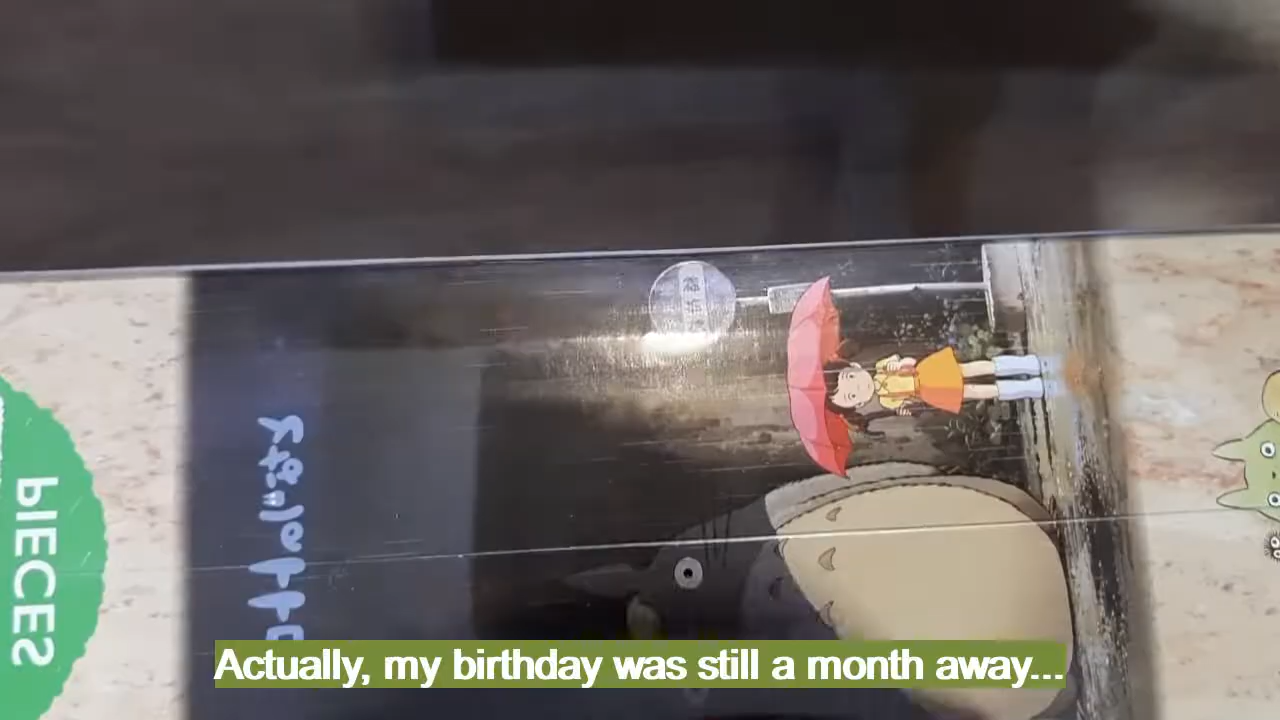 PIECES
となりのトトロ
Actually, my birthday was still a month away...